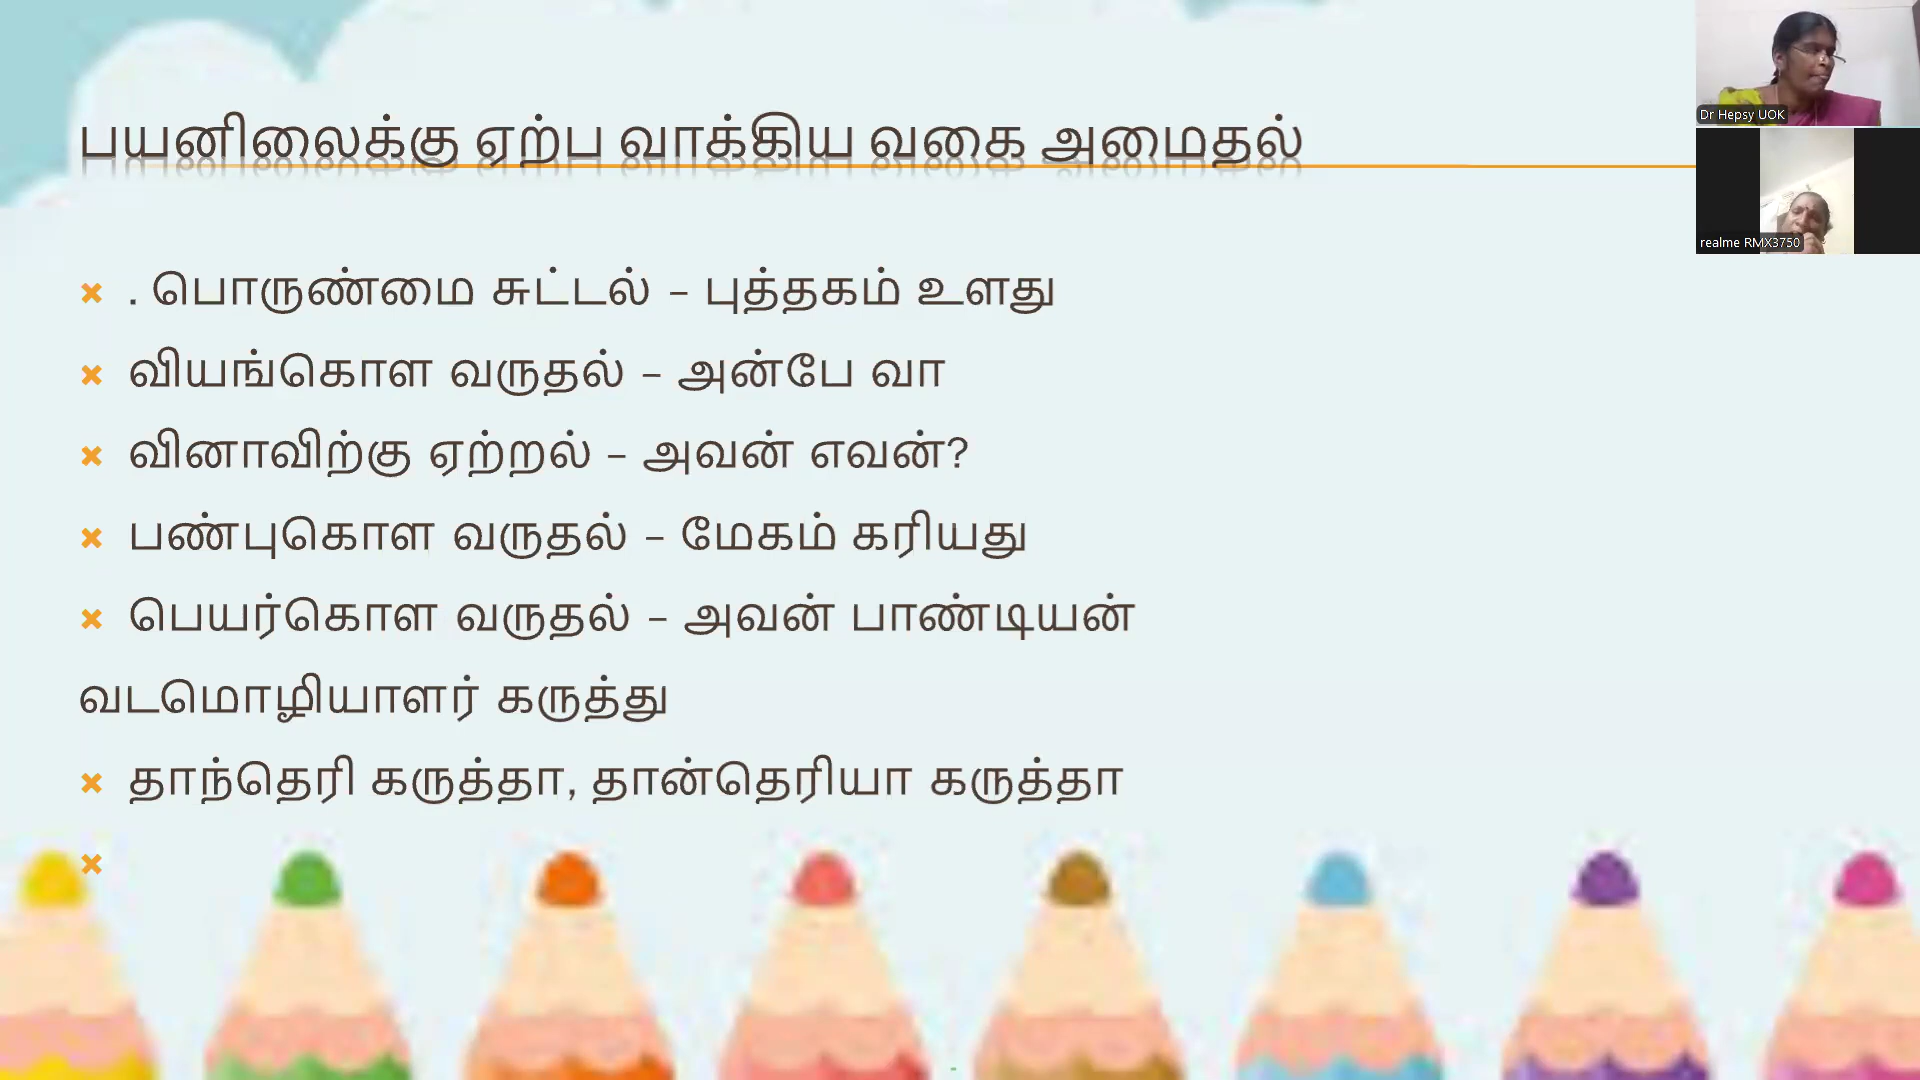 பயனிலைக்கு ஏற்ப வாக்கிய வகை அமைதல்
. பொருண்மை சுட்டல் – புத்தகம் உளது
வியங்கொள வருதல் – அன்பே வா
வினாவிற்கு ஏற்றல் – அவன் எவன்?
பண்புகொள வருதல் – மேகம் கரியது
பெயர்கொள வருதல் – அவன் பாண்டியன்
வடமொழியாளர் கருத்து
தாந்தெரி கருத்தா, தான்தெரியா கருத்தா
Dr Hepsy UOK
realme RMX3750